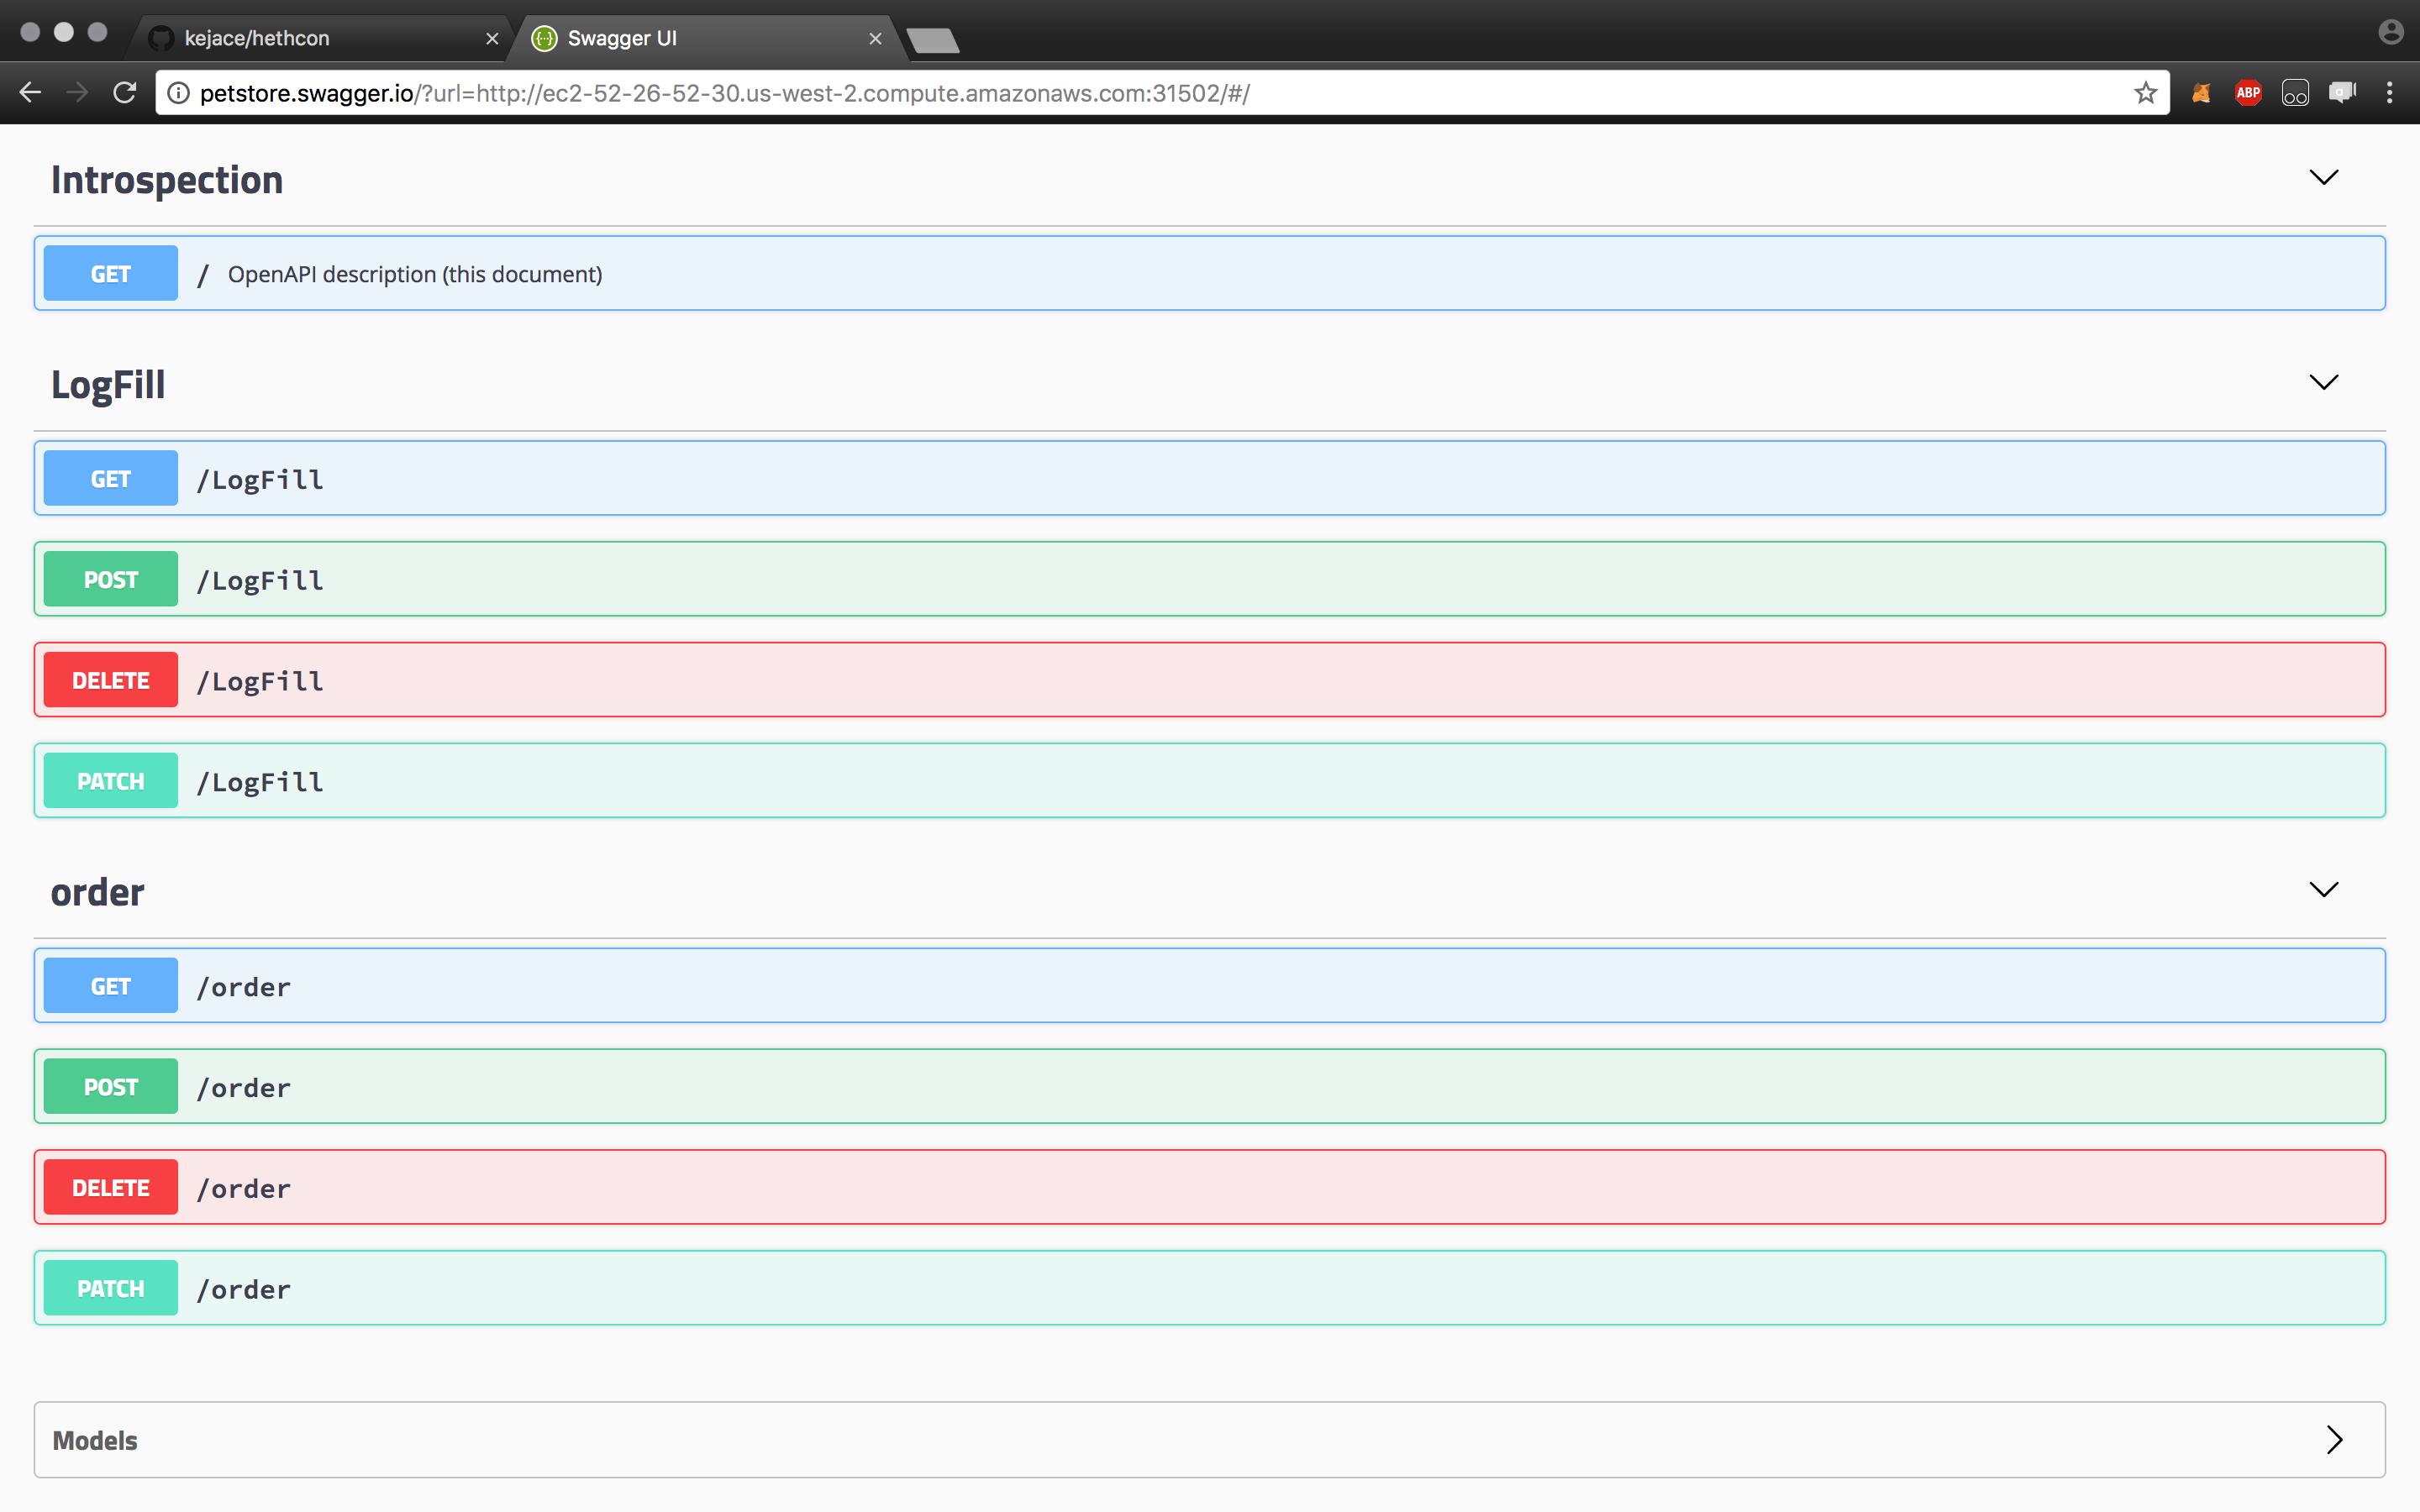 kejace/hethcon
Swagger UI
petstore.swagger.io/?url=http://ec2-52-26-52-30.us-west-2.compute.amazonaws.com:31502/#/
ABP
Introspection
GET / OpenAPI description (this document)
LogFill
GET /LogFill
POST /LogFill
DELETE /LogFill
PATCH /LogFill
order
GET /order
POST /order
DELETE /order
PATCH /order
Models